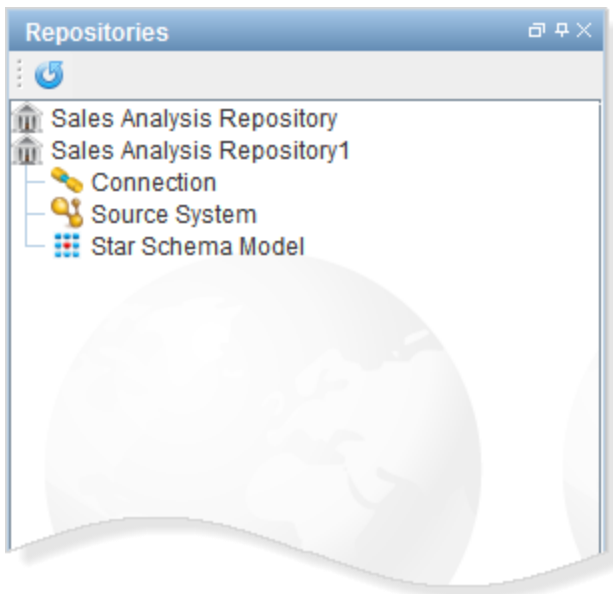 Repositories
Sales Analysis Repository
Sales Analysis Repository1
Connection
Source System
Star Schema Model